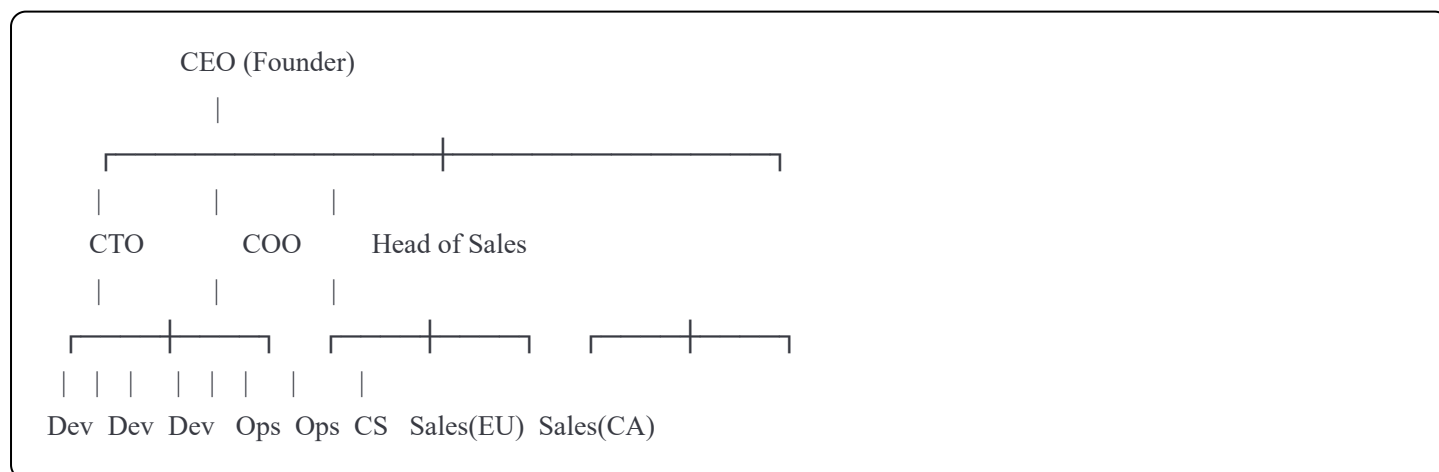 CEO (Founder)
CTO COO Head of Sales
Dev Dev Dev Ops Ops CS Sales(EU) Sales(CA)